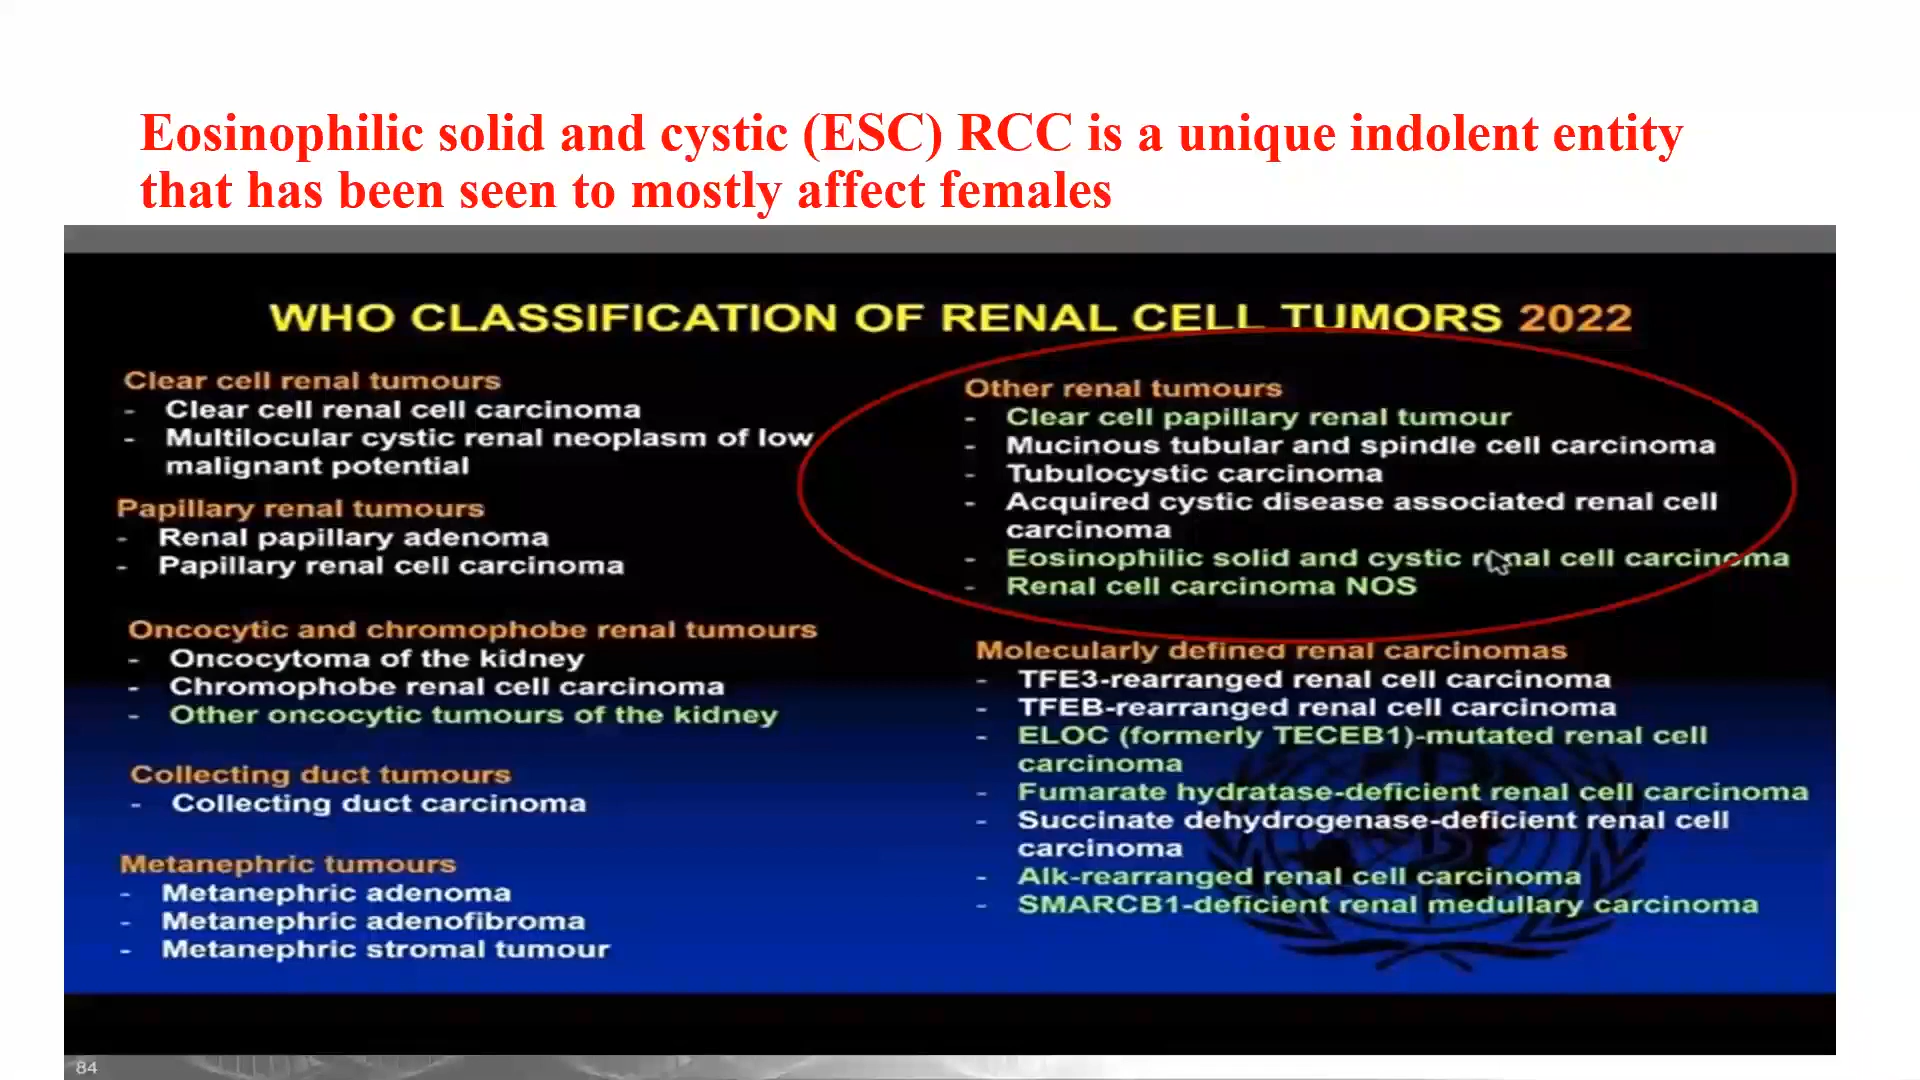 Eosinophilic solid and cystic (ESC) RCC is a unique indolent entity
that has been seen to mostly affect females
WHO CLASSIFICATION OF RENAL CELL TUMORS 2022
Clear cell renal tumours
- Clear cell renal cell carcinoma
- Multilocular cystic renal neoplasm of low
malignant potential
Papillary renal tumours
- Renal papillary adenoma
- Papillary renal cell carcinoma
Oncocytic and chromophobe renal tumours
- Oncocytoma of the kidney
- Chromophobe renal cell carcinoma
- Other oncocytic tumours of the kidney
Collecting duct tumours
- Collecting duct carcinoma
Metanephric tumours
- Metanephric adenoma
- Metanephric adenofibroma
- Metanephric stromal tumour
Other renal tumours
- Clear cell papillary renal tumour
- Mucinous tubular and spindle cell carcinoma
- Tubulocystic carcinoma
- Acquired cystic disease associated renal cell
carcinoma
- Eosinophilic solid and cystic renal cell carcinoma
- Renal cell carcinoma NOS
Molecularly defined renal carcinomas
- TFE3-rearranged renal cell carcinoma
- TFEB-rearranged renal cell carcinoma
- ELOC (formerly TECEB1)-mutated renal cell
carcinoma
- Fumarate hydratase-deficient renal cell carcinoma
- Succinate dehydrogenase-deficient renal cell
carcinoma
- Alk-rearranged renal cell carcinoma
- SMARCB1-deficient renal medullary carcinoma
84